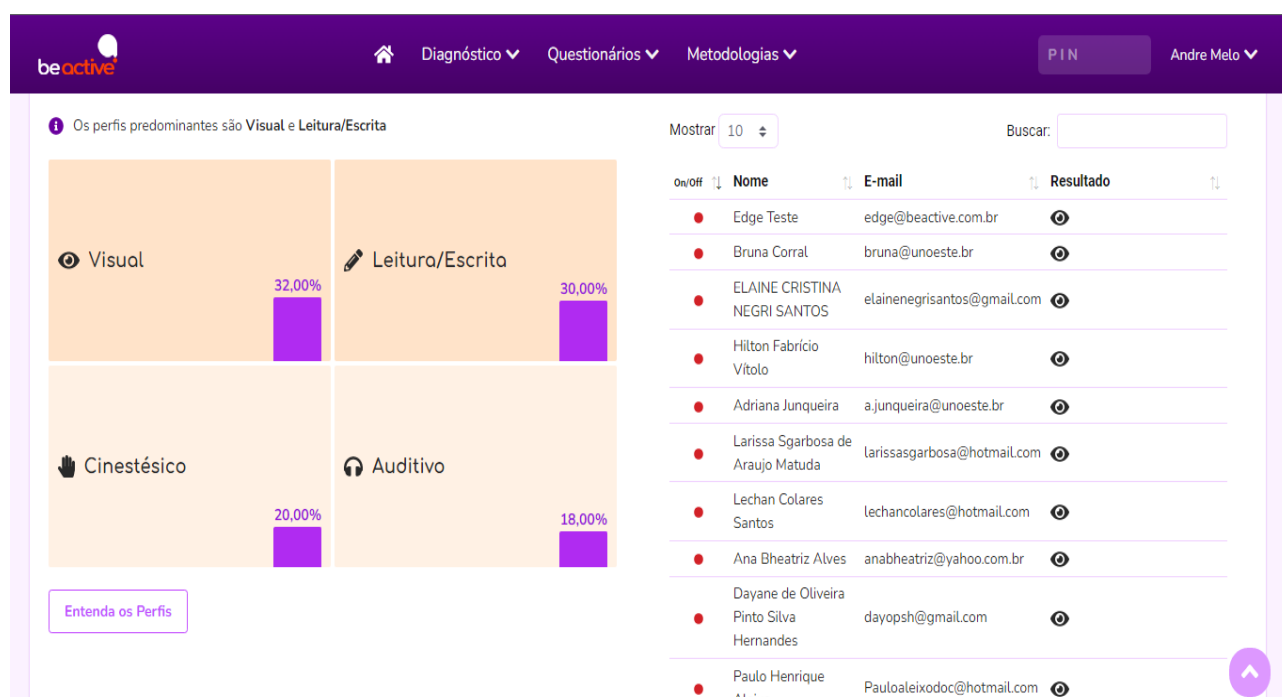 beactive
Diagnóstico
Questionários
Metodologias
PIN
Andre Melo
Os perfis predominantes são Visual e Leitura/Escrita
Visual
32,00%
Leitura/Escrita
30,00%
Cinestésico
20,00%
Auditivo
18,00%
Entenda os Perfis
Mostrar 10
Buscar:
On/Off Nome E-mail Resultado
Edge Teste edge@beactive.com.br
Bruna Corral bruna@unoeste.br
ELAINE CRISTINA
NEGRI SANTOS
elainenegrisantos@gmail.com
Hilton Fabrício
Vítolo
hilton@unoeste.br
Adriana Junqueira a.junqueira@unoeste.br
Larissa Sgarbosa de
Araujo Matuda
larissasgarbosa@hotmail.com
Lechan Colares
Santos
lechancolares@hotmail.com
Ana Bheatriz Alves anabheatriz@yahoo.com.br
Dayane de Oliveira
Pinto Silva
Hernandes
dayopsh@gmail.com
Paulo Henrique
Pauloaleixodoc@hotmail.com